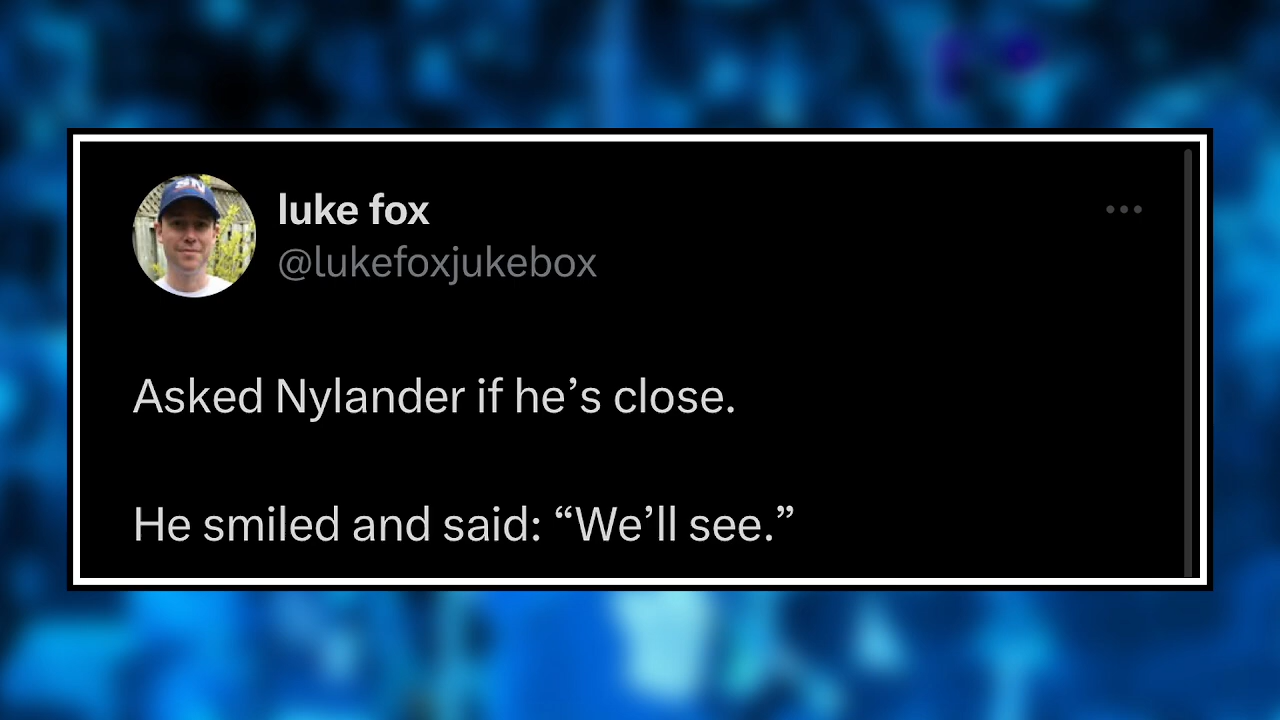 luke fox
@lukefoxjukebox
Asked Nylander if he’s close.
He smiled and said: “We’ll see.”